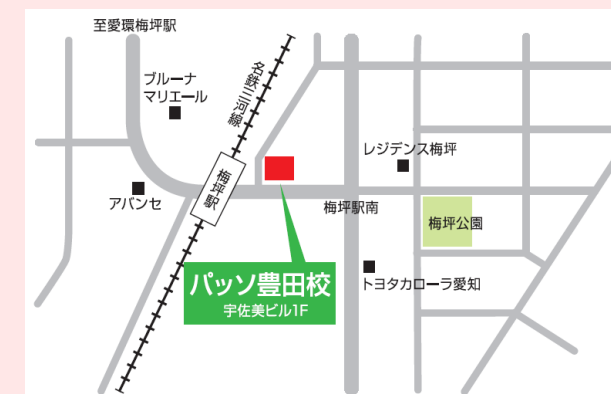 至愛環梅坪駅
ブルーナ
マリエール
名鉄三河線
レジデンス梅坪
梅坪駅
アバンセ
梅坪駅南
梅坪公園
トヨタカローラ愛知
パッソ豊田校
宇佐美ビル1F